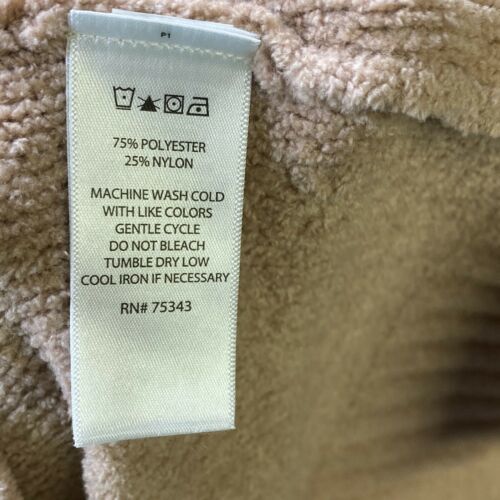 P1
75% POLYESTER
25% NYLON
MACHINE WASH COLD
WITH LIKE COLORS
GENTLE CYCLE
DO NOT BLEACH
TUMBLE DRY LOW
COOL IRON IF NECESSARY
RN# 75343